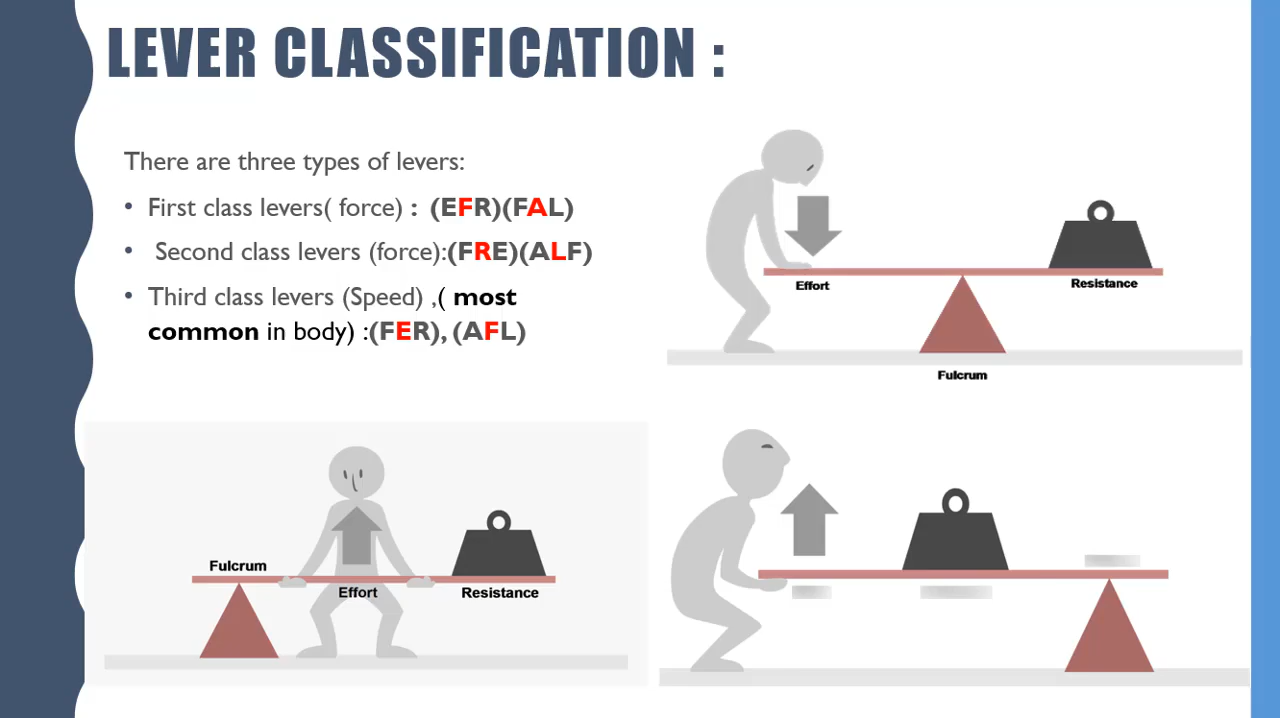 LEVER CLASSIFICATION :
There are three types of levers:
• First class levers( force) : (EFR)(FAL)
• Second class levers (force):(FRE)(ALF)
• Third class levers (Speed) ,( most
common in body) :(FER), (AFL)
Effort
Resistance
Fulcrum
Fulcrum
Effort
Resistance